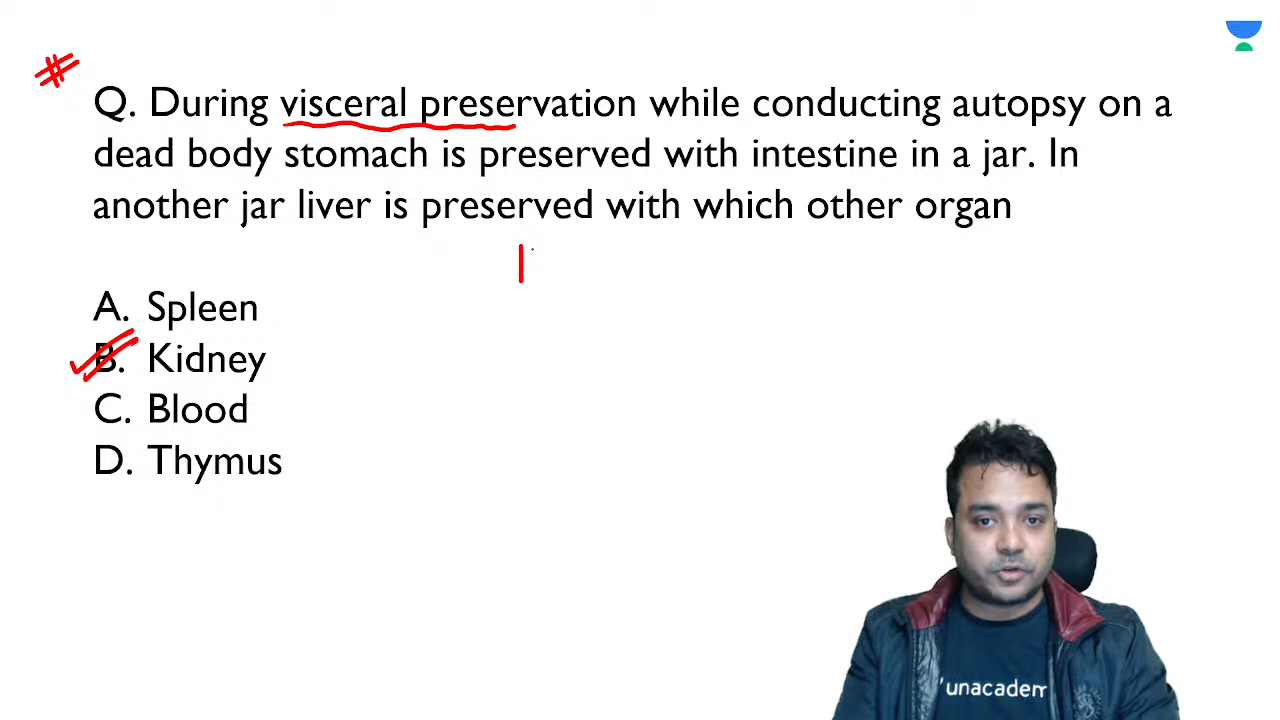 Q. During visceral preservation while conducting autopsy on a
dead body stomach is preserved with intestine in a jar. In
another jar liver is preserved with which other organ
A. Spleen
B. Kidney
C. Blood
D. Thymus
unacadem